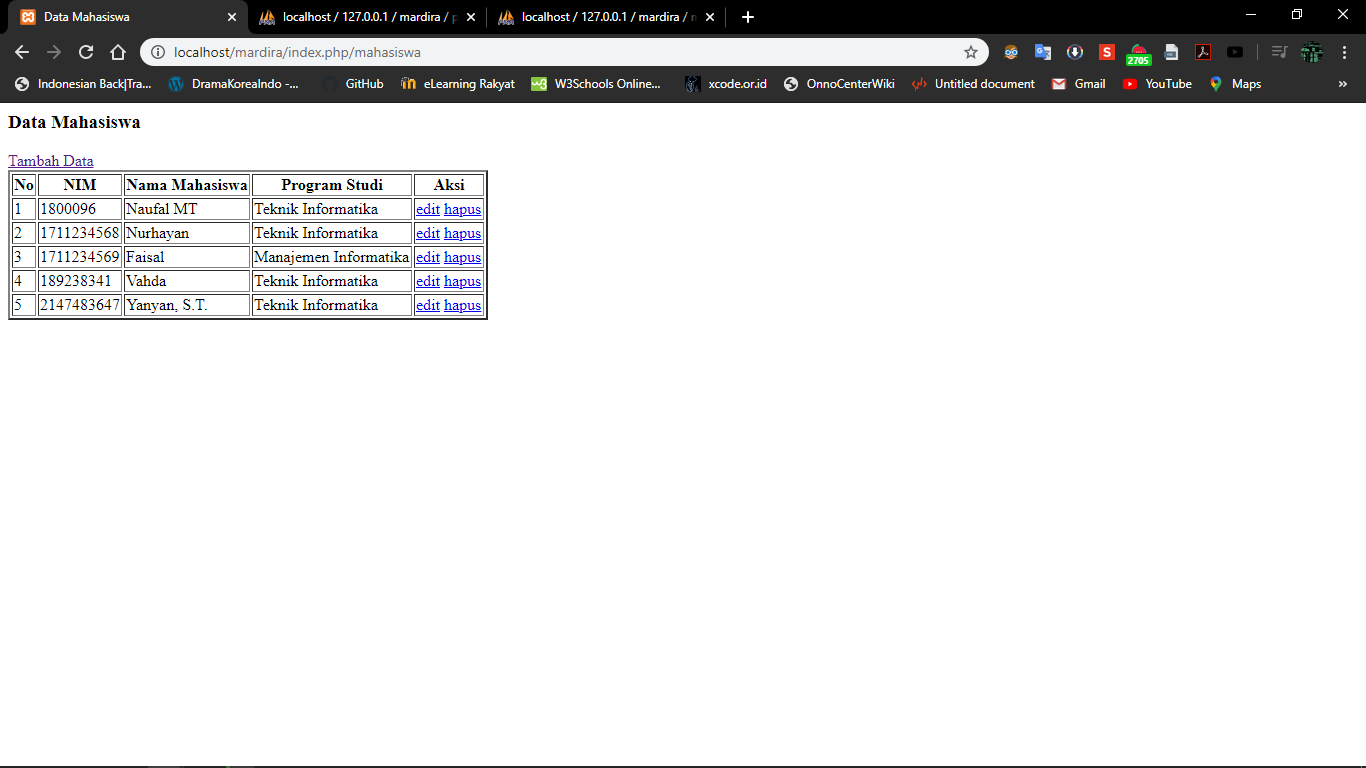 Data Mahasiswa
localhost / 127.0.0.1 / mardira / p
localhost / 127.0.0.1 / mardira /
localhost/mardira/index.php/mahasiswa
S
2705
Indonesian Back|Tra...
DramaKoreaIndo -...
GitHub
eLearning Rakyat
W3Schools Online...
xcode.or.id
OnnoCenterWiki
Untitled document
Gmail
YouTube
Maps
»
Data Mahasiswa
Tambah Data
No NIM Nama Mahasiswa Program Studi Aksi
1 1800096 Naufal MT Teknik Informatika edit hapus
2 1711234568 Nurhayan Teknik Informatika edit hapus
3 1711234569 Faisal Manajemen Informatika edit hapus
4 189238341 Vahda Teknik Informatika edit hapus
5 2147483647 Yanyan, S.T. Teknik Informatika edit hapus